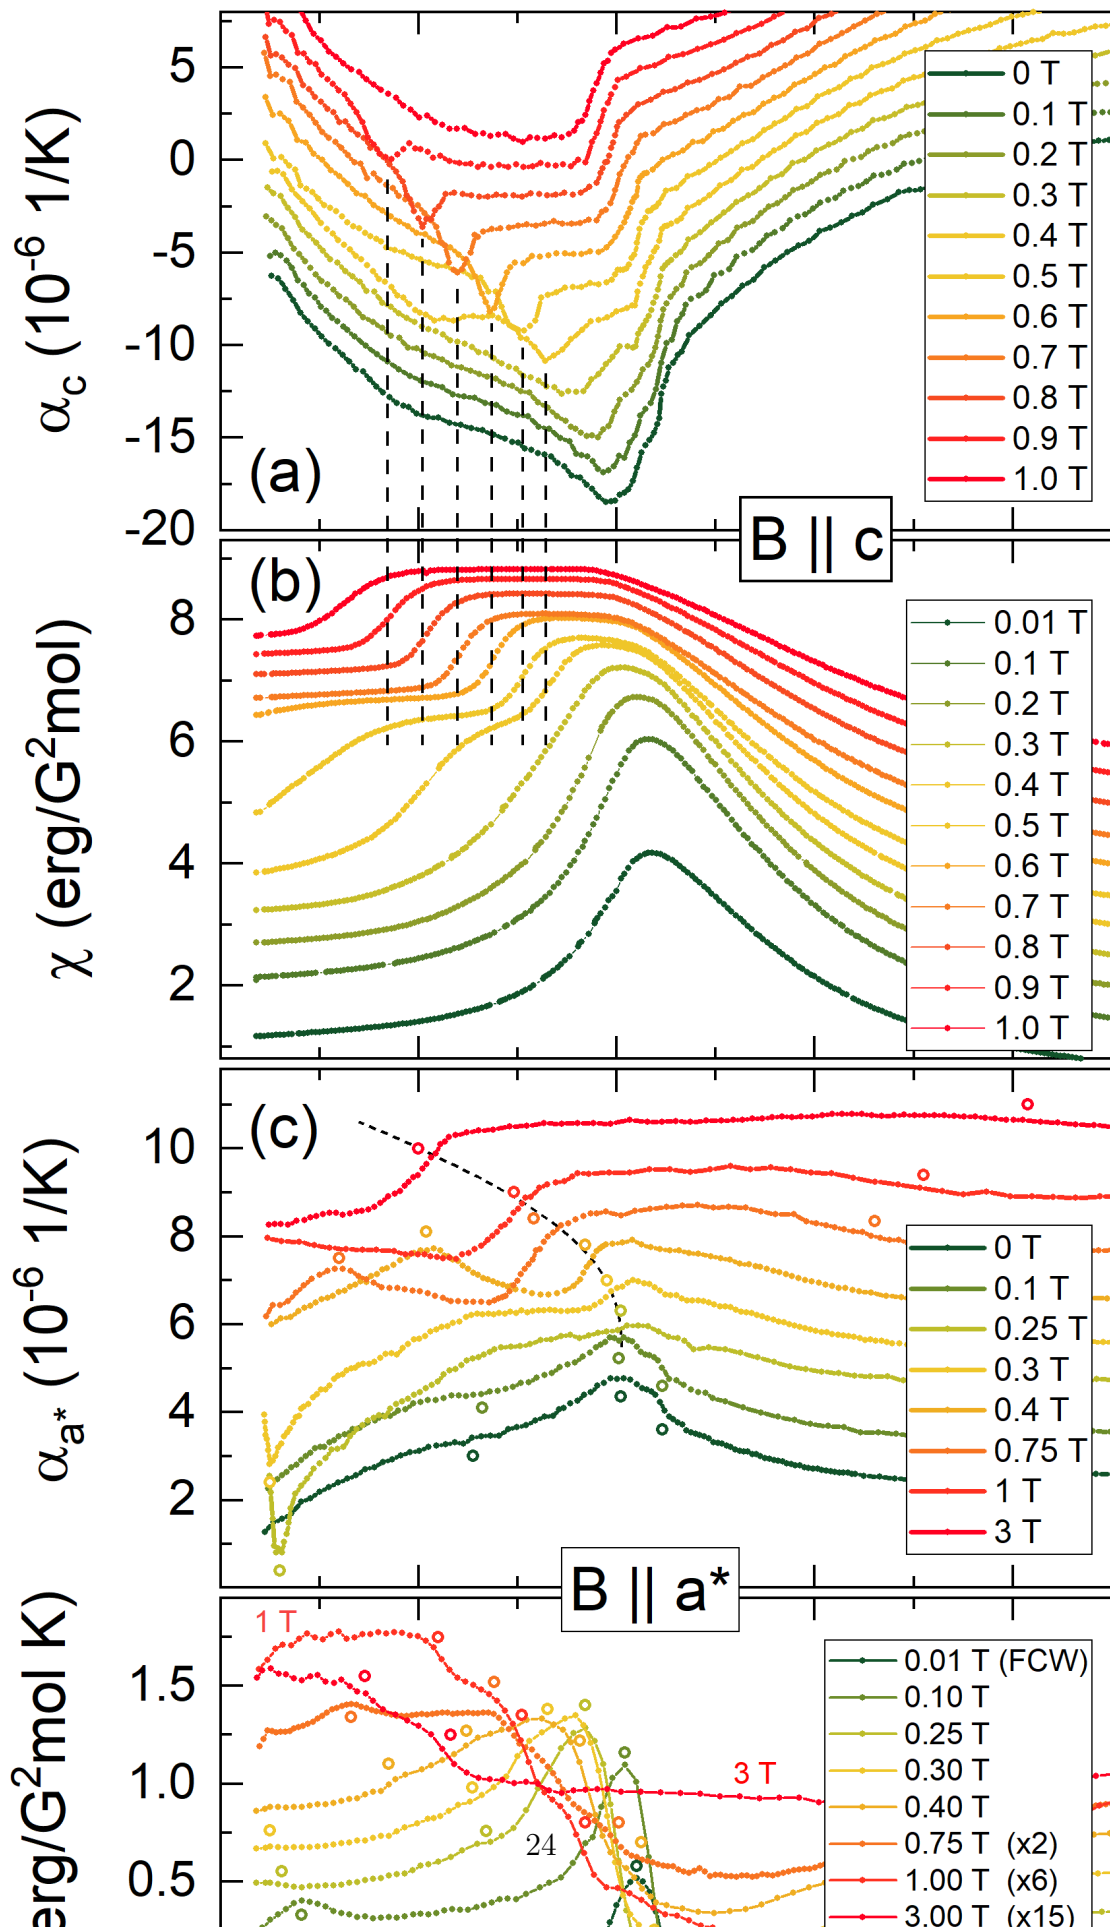 5
0
-5
-10
-15
-20
α_c (10^-6 1/K)
(a)
0 T
0.1 T
0.2 T
0.3 T
0.4 T
0.5 T
0.6 T
0.7 T
0.8 T
0.9 T
1.0 T
B || c
8
6
4
2
χ (erg/G^2mol)
(b)
0.01 T
0.1 T
0.2 T
0.3 T
0.4 T
0.5 T
0.6 T
0.7 T
0.8 T
0.9 T
1.0 T
10
8
6
4
2
α_a* (10^-6 1/K)
(c)
0 T
0.1 T
0.25 T
0.3 T
0.4 T
0.75 T
1 T
3 T
B || a*
1.5
1.0
0.5
erg/G^2mol K)
1 T
3 T
24
0.01 T (FCW)
0.10 T
0.25 T
0.30 T
0.40 T
0.75 T (x2)
1.00 T (x6)
3.00 T (x15)